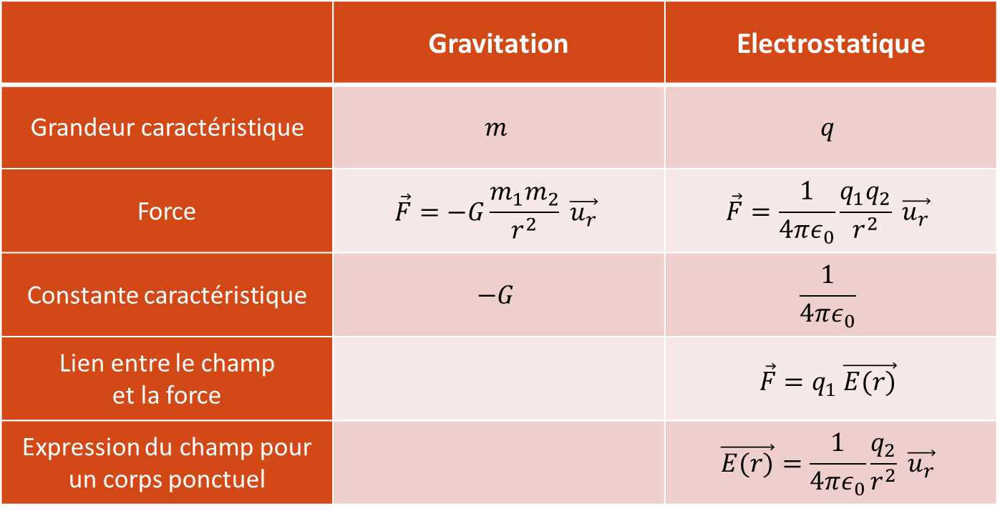 Gravitation Electrostatique
Grandeur caractéristique m q
Force $\vec{F} = -G \frac{m_1 m_2}{r^2} \overrightarrow{u_r}$ $\vec{F} = \frac{1}{4\pi\epsilon_0} \frac{q_1 q_2}{r^2} \overrightarrow{u_r}$
Constante caractéristique $-G$ $\frac{1}{4\pi\epsilon_0}$
Lien entre le champ
et la force $\vec{F} = q_1 \overrightarrow{E(r)}$
Expression du champ pour
un corps ponctuel $\overrightarrow{E(r)} = \frac{1}{4\pi\epsilon_0} \frac{q_2}{r^2} \overrightarrow{u_r}$